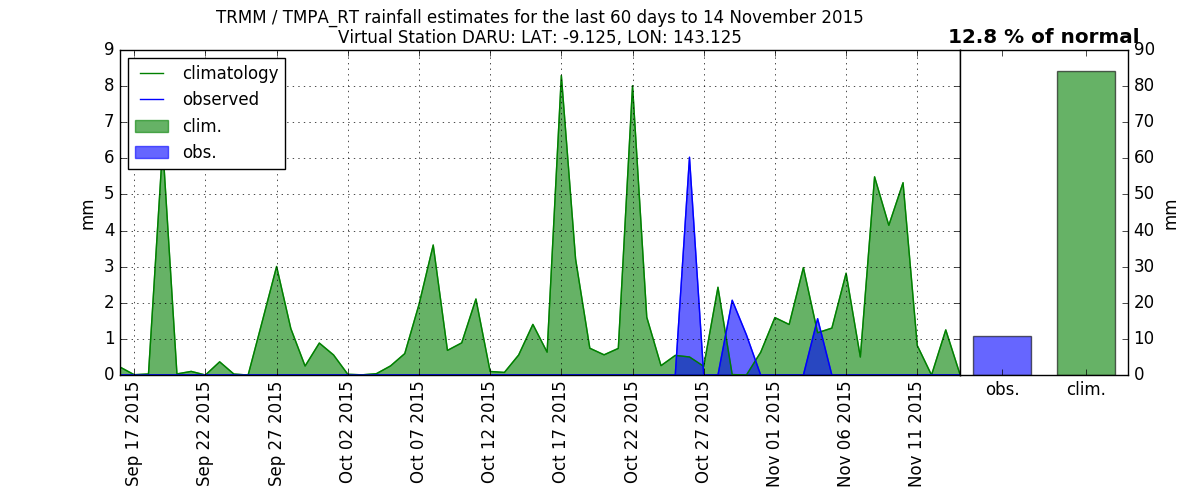 TRMM / TMPA_RT rainfall estimates for the last 60 days to 14 November 2015
Virtual Station DARU: LAT: -9.125, LON: 143.125
12.8 % of normal
climatology
observed
clim.
obs.
mm
9
8
7
6
5
4
3
2
1
0
Sep 17 2015
Sep 22 2015
Sep 27 2015
Oct 02 2015
Oct 07 2015
Oct 12 2015
Oct 17 2015
Oct 22 2015
Oct 27 2015
Nov 01 2015
Nov 06 2015
Nov 11 2015
obs.
clim.
90
80
70
60
50
40
30
20
10
0
mm